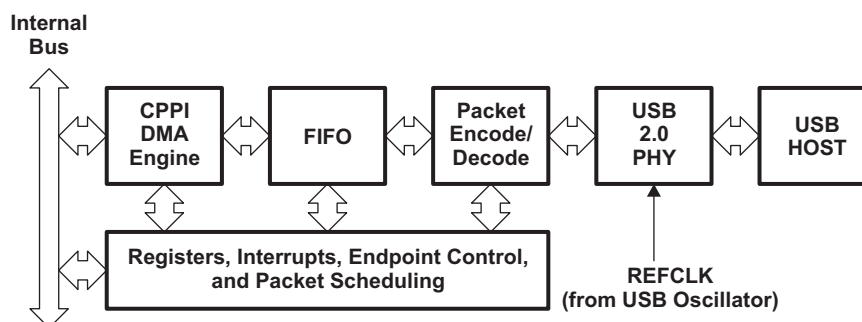 Internal
Bus
CPPI
DMA
Engine
FIFO
Packet
Encode/
Decode
USB
2.0
PHY
USB
HOST
Registers, Interrupts, Endpoint Control,
and Packet Scheduling
REFCLK
(from USB Oscillator)